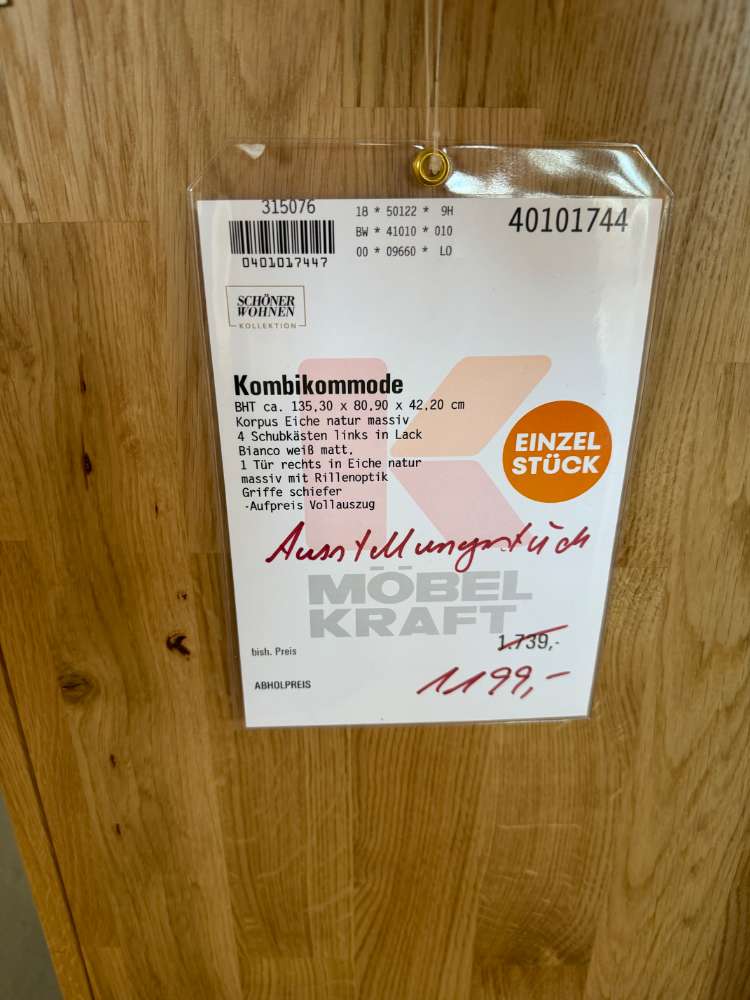 315076
18 * 50122 * 9H
BW * 41010 * 010
00 * 09660 * LO
40101744
0401017447
SCHÖNER
WOHNEN
KOLLEKTION
Kombikommode
BHT ca. 135,30 x 80,90 x 42,20 cm
Korpus Eiche natur massiv
4 Schubkästen links in Lack
Bianco weiß matt,
1 Tür rechts in Eiche natur
massiv mit Rillenoptik
Griffe schiefer
-Aufpreis Vollauszug
EINZEL
STÜCK
Ausstellungsstück
MÖBEL
KRAFT
bish. Preis 1.739,-
ABHOLPREIS 1199,-